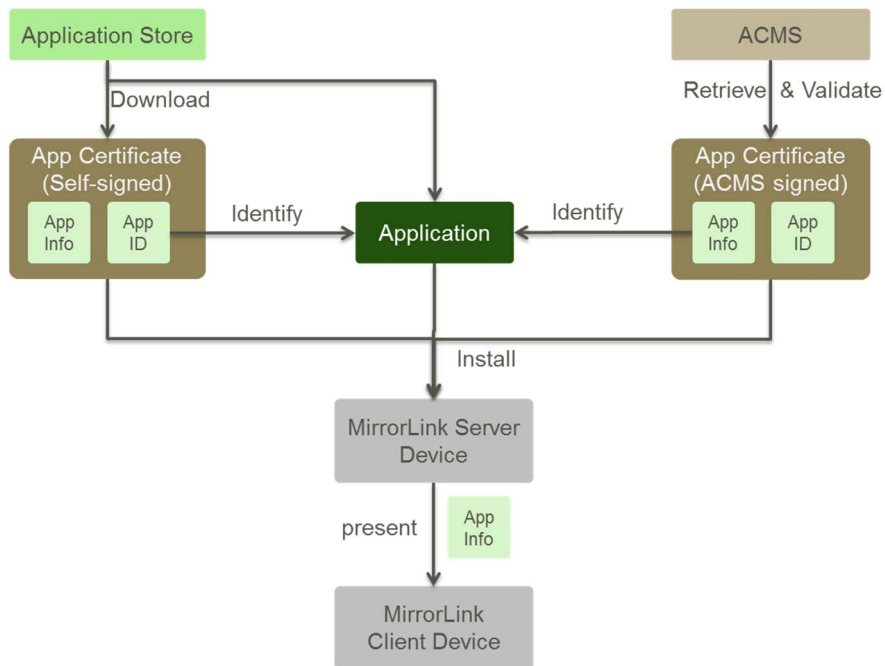 Application Store
ACMS
Download
Retrieve & Validate
App Certificate
(Self-signed)
App
Info
App
ID
Identify
Application
Identify
App Certificate
(ACMS signed)
App
Info
App
ID
Install
MirrorLink Server
Device
present
App
Info
MirrorLink
Client Device